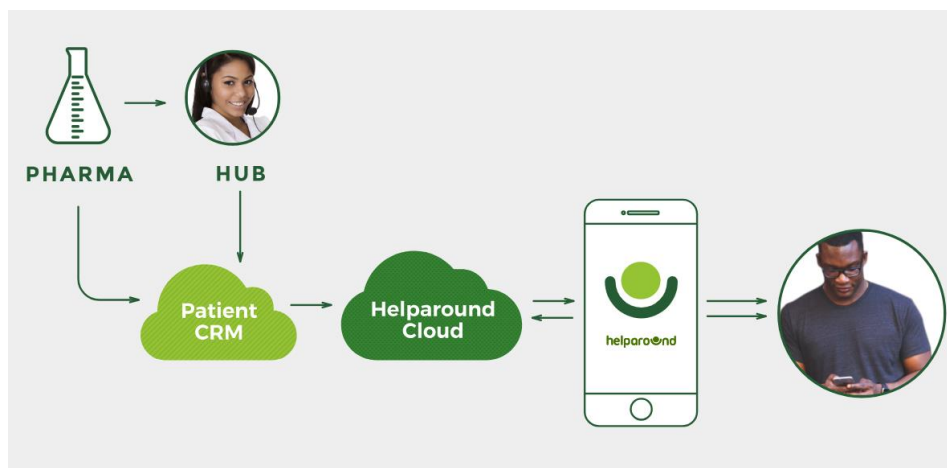 PHARMA
HUB
Patient
CRM
Helparound
Cloud
helparound